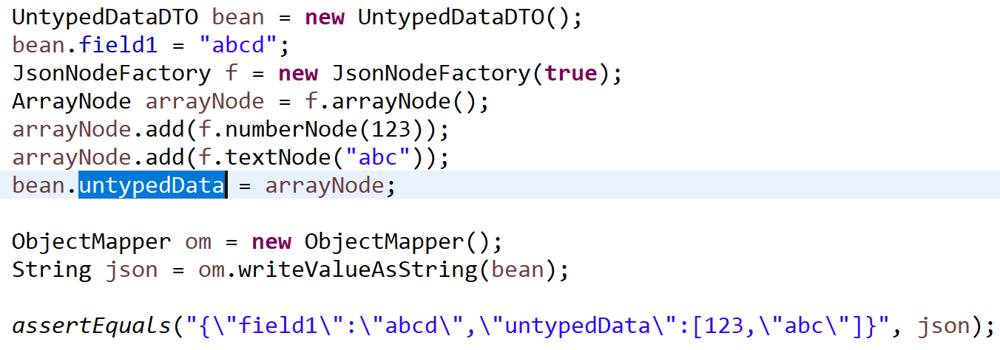 UntypedDataDTO bean = new UntypedDataDTO();
bean.field1 = "abcd";
JsonNodeFactory f = new JsonNodeFactory(true);
ArrayNode arrayNode = f.arrayNode();
arrayNode.add(f.numberNode(123));
arrayNode.add(f.textNode("abc"));
bean.untypedData = arrayNode;
ObjectMapper om = new ObjectMapper();
String json = om.writeValueAsString(bean);
assertEquals("{\"field1\":\"abcd\",\"untypedData\":[123,\"abc\"]}", json);